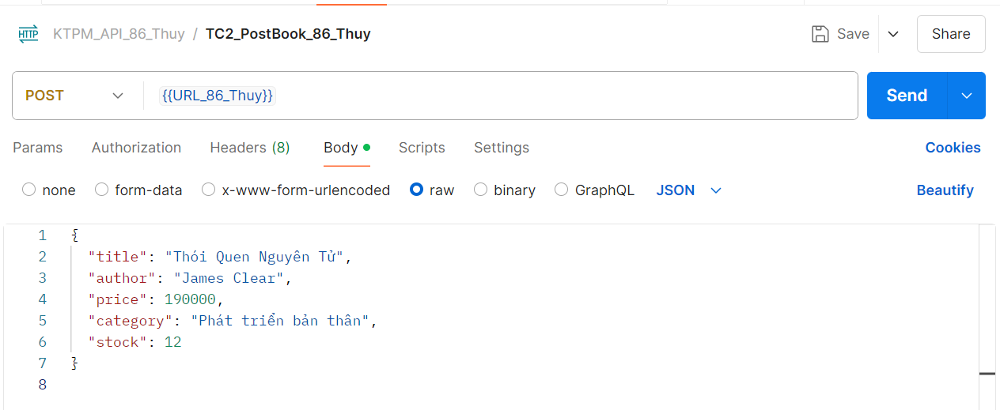 HTTP KTPM_API_86_Thuy / TC2_PostBook_86_Thuy Save Share
POST {{URL_86_Thuy}} Send
Params Authorization Headers (8) Body Scripts Settings Cookies
none form-data x-www-form-urlencoded raw binary GraphQL JSON Beautify
1 {
2 "title": "Thói Quen Nguyên Tử",
3 "author": "James Clear",
4 "price": 190000,
5 "category": "Phát triển bản thân",
6 "stock": 12
7 }
8